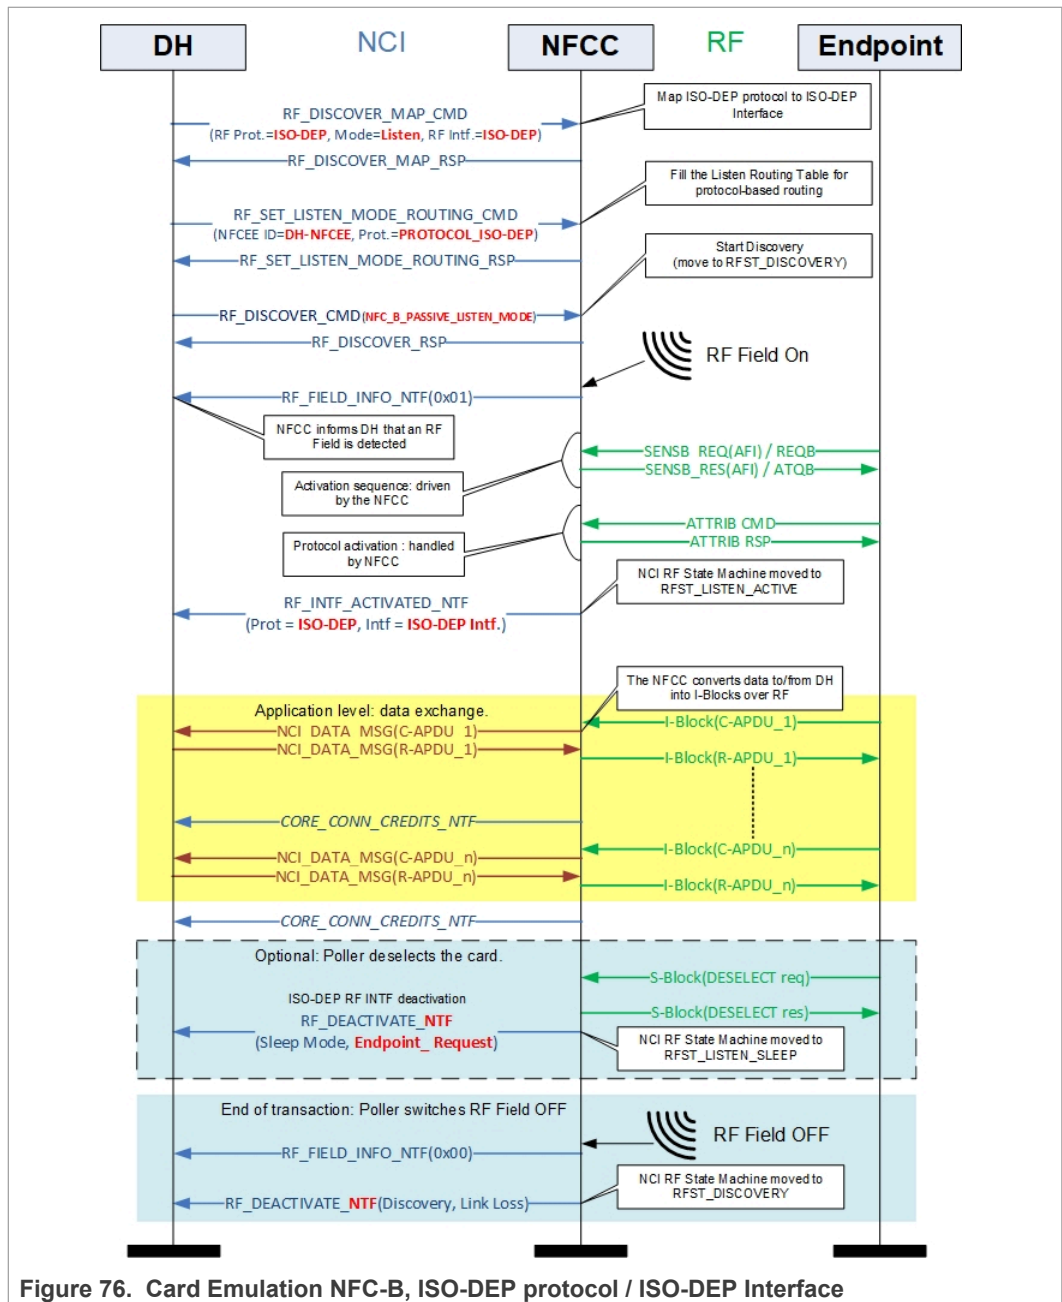 DH
NCI
NFCC
RF
Endpoint
RF_DISCOVER_MAP_CMD
(RF Prot.=ISO-DEP, Mode=Listen, RF Intf.=ISO-DEP)
Map ISO-DEP protocol to ISO-DEP
Interface
RF_DISCOVER_MAP_RSP
Fill the Listen Routing Table for
protocol-based routing
RF_SET_LISTEN_MODE_ROUTING_CMD
(NFCEE ID=DH-NFCEE, Prot.=PROTOCOL_ISO-DEP)
RF_SET_LISTEN_MODE_ROUTING_RSP
Start Discovery
(move to RFST_DISCOVERY)
RF_DISCOVER_CMD(NFC_B_PASSIVE_LISTEN_MODE)
RF_DISCOVER_RSP
RF Field On
RF_FIELD_INFO_NTF(0x01)
NFCC informs DH that an RF
Field is detected
SENSB_REQ(AFI) / REQB
SENSB_RES(AFI) / ATQB
Activation sequence: driven
by the NFCC
ATTRIB CMD
ATTRIB RSP
Protocol activation : handled
by NFCC
NCI RF State Machine moved to
RFST_LISTEN_ACTIVE
RF_INTF_ACTIVATED_NTF
(Prot = ISO-DEP, Intf = ISO-DEP Intf.)
The NFCC converts data to/from DH
into I-Blocks over RF
Application level: data exchange.
I-Block(C-APDU_1)
NCI_DATA_MSG(C-APDU_1)
NCI_DATA_MSG(R-APDU_1)
I-Block(R-APDU_1)
CORE_CONN_CREDITS_NTF
I-Block(C-APDU_n)
NCI_DATA_MSG(C-APDU_n)
NCI_DATA_MSG(R-APDU_n)
I-Block(R-APDU_n)
CORE_CONN_CREDITS_NTF
Optional: Poller deselects the card.
S-Block(DESELECT req)
ISO-DEP RF INTF deactivation
RF_DEACTIVATE_NTF
(Sleep Mode, Endpoint_ Request)
S-Block(DESELECT res)
NCI RF State Machine moved to
RFST_LISTEN_SLEEP
End of transaction: Poller switches RF Field OFF
RF Field OFF
RF_FIELD_INFO_NTF(0x00)
NCI RF State Machine moved to
RFST_DISCOVERY
RF_DEACTIVATE_NTF(Discovery, Link Loss)
Figure 76. Card Emulation NFC-B, ISO-DEP protocol / ISO-DEP Interface